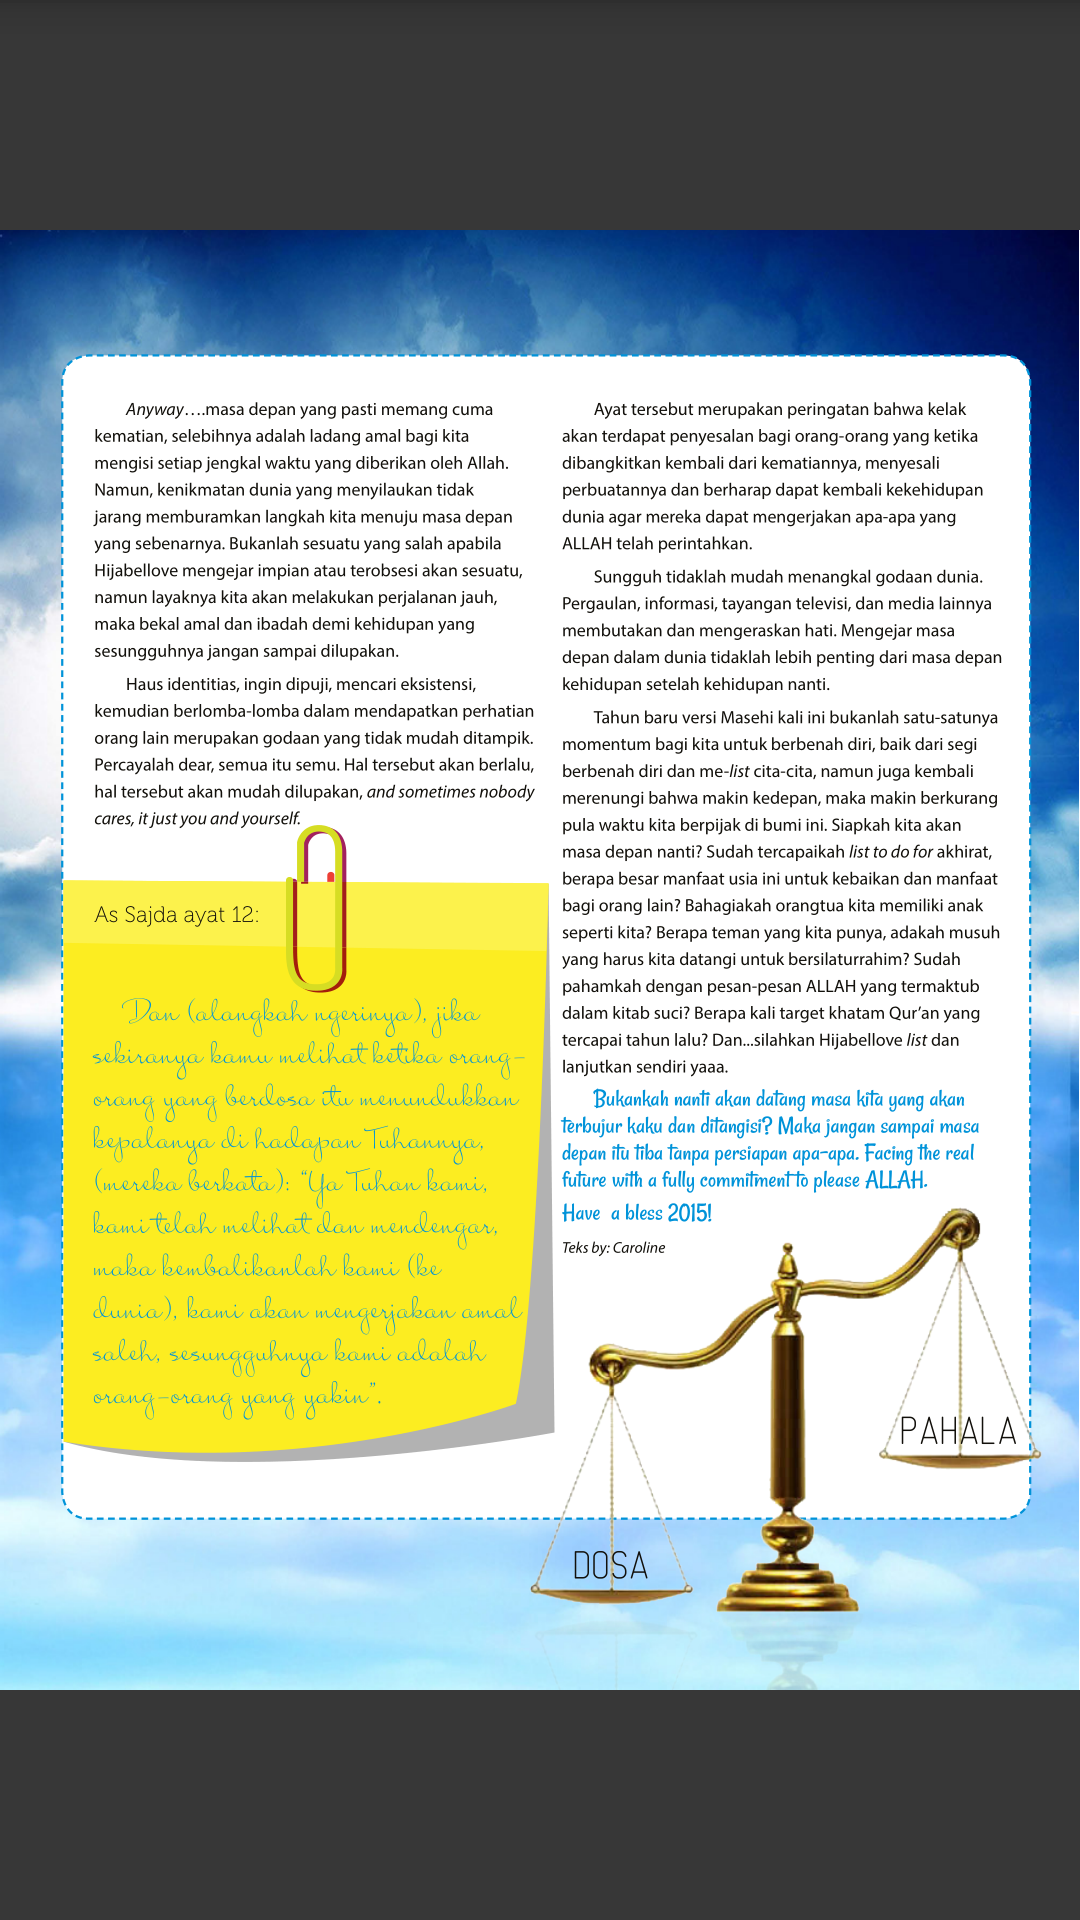 Anyway….masa depan yang pasti memang cuma
kematian, selebihnya adalah ladang amal bagi kita
mengisi setiap jengkal waktu yang diberikan oleh Allah.
Namun, kenikmatan dunia yang menyilaukan tidak
jarang memburamkan langkah kita menuju masa depan
yang sebenarnya. Bukanlah sesuatu yang salah apabila
Hijabellove mengejar impian atau terobsesi akan sesuatu,
namun layaknya kita akan melakukan perjalanan jauh,
maka bekal amal dan ibadah demi kehidupan yang
sesungguhnya jangan sampai dilupakan.
Haus identitias, ingin dipuji, mencari eksistensi,
kemudian berlomba-lomba dalam mendapatkan perhatian
orang lain merupakan godaan yang tidak mudah ditampik.
Percayalah dear, semua itu semu. Hal tersebut akan berlalu,
hal tersebut akan mudah dilupakan, and sometimes nobody
cares, it just you and yourself.
As Sajda ayat 12:
Dan (alangkah ngerinya), jika
sekiranya kamu melihat ketika orang-
orang yang berdosa itu menundukkan
kepalanya di hadapan Tuhannya,
(mereka berkata): “Ya Tuhan kami,
kami telah melihat dan mendengar,
maka kembalikanlah kami (ke
dunia), kami akan mengerjakan amal
saleh, sesungguhnya kami adalah
orang-orang yang yakin”.
Ayat tersebut merupakan peringatan bahwa kelak
akan terdapat penyesalan bagi orang-orang yang ketika
dibangkitkan kembali dari kematiannya, menyesali
perbuatannya dan berharap dapat kembali kekehidupan
dunia agar mereka dapat mengerjakan apa-apa yang
ALLAH telah perintahkan.
Sungguh tidaklah mudah menangkal godaan dunia.
Pergaulan, informasi, tayangan televisi, dan media lainnya
membutakan dan mengeraskan hati. Mengejar masa
depan dalam dunia tidaklah lebih penting dari masa depan
kehidupan setelah kehidupan nanti.
Tahun baru versi Masehi kali ini bukanlah satu-satunya
momentum bagi kita untuk berbenah diri, baik dari segi
berbenah diri dan me-list cita-cita, namun juga kembali
merenungi bahwa makin kedepan, maka makin berkurang
pula waktu kita berpijak di bumi ini. Siapkah kita akan
masa depan nanti? Sudah tercapaikah list to do for akhirat,
berapa besar manfaat usia ini untuk kebaikan dan manfaat
bagi orang lain? Bahagiakah orangtua kita memiliki anak
seperti kita? Berapa teman yang kita punya, adakah musuh
yang harus kita datangi untuk bersilaturrahim? Sudah
pahamkah dengan pesan-pesan ALLAH yang termaktub
dalam kitab suci? Berapa kali target khatam Qur’an yang
tercapai tahun lalu? Dan...silahkan Hijabellove list dan
lanjutkan sendiri yaaa.
Bukankah nanti akan datang masa kita yang akan
terbujur kaku dan ditangisi? Maka jangan sampai masa
depan itu tiba tanpa persiapan apa-apa. Facing the real
future with a fully commitment to please ALLAH.
Have a bless 2015!
Teks by: Caroline
PAHALA
DOSA